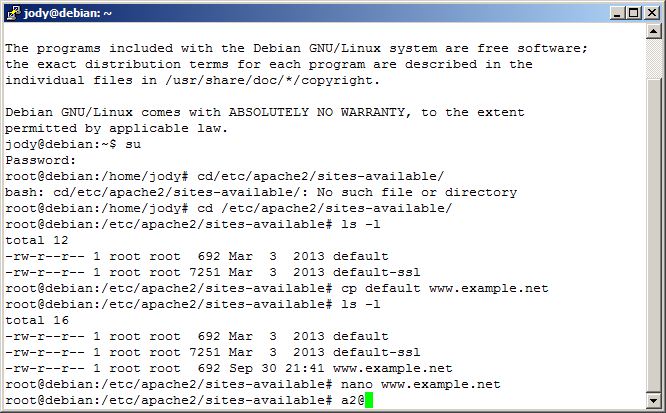 jody@debian: ~
The programs included with the Debian GNU/Linux system are free software;
the exact distribution terms for each program are described in the
individual files in /usr/share/doc/*/copyright.
Debian GNU/Linux comes with ABSOLUTELY NO WARRANTY, to the extent
permitted by applicable law.
jody@debian:~$ su
Password:
root@debian:/home/jody# cd/etc/apache2/sites-available/
bash: cd/etc/apache2/sites-available/: No such file or directory
root@debian:/home/jody# cd /etc/apache2/sites-available/
root@debian:/etc/apache2/sites-available# ls -l
total 12
-rw-r--r-- 1 root root  692 Mar  3  2013 default
-rw-r--r-- 1 root root 7251 Mar  3  2013 default-ssl
root@debian:/etc/apache2/sites-available# cp default www.example.net
root@debian:/etc/apache2/sites-available# ls -l
total 16
-rw-r--r-- 1 root root  692 Mar  3  2013 default
-rw-r--r-- 1 root root 7251 Mar  3  2013 default-ssl
-rw-r--r-- 1 root root  692 Sep 30 21:41 www.example.net
root@debian:/etc/apache2/sites-available# nano www.example.net
root@debian:/etc/apache2/sites-available# a2@